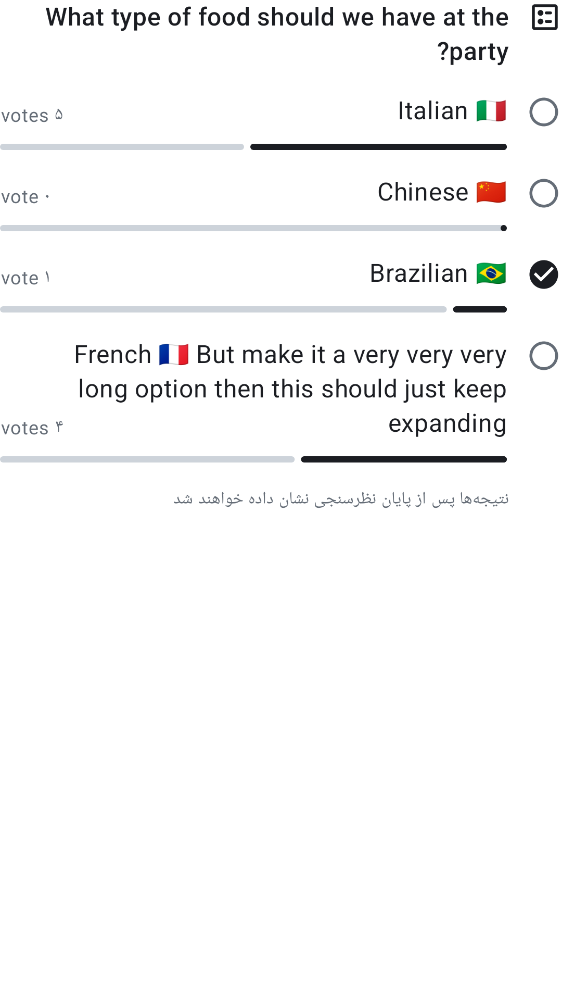 What type of food should we have at the
party?
Italian 🇮🇹
۵ votes
Chinese 🇨🇳
۰ vote
Brazilian 🇧🇷
۱ vote
French 🇫🇷 But make it a very very very
long option then this should just keep
expanding
۴ votes
نتیجه‌ها پس از پایان نظرسنجی نشان داده خواهند شد